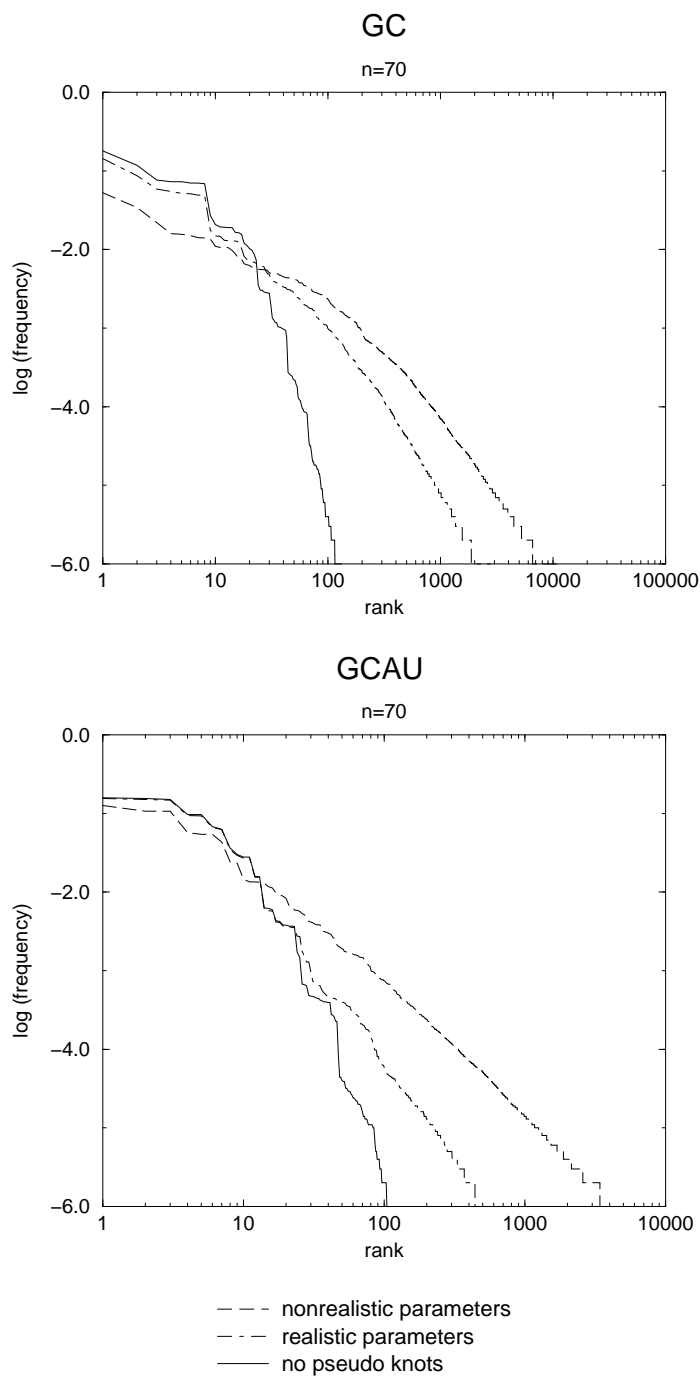 GC
n=70
0.0
−2.0
−4.0
−6.0
log (frequency)
1 10 100 1000 10000 100000
rank
GCAU
n=70
0.0
−2.0
−4.0
−6.0
log (frequency)
1 10 100 1000 10000
rank
nonrealistic parameters
realistic parameters
no pseudo knots